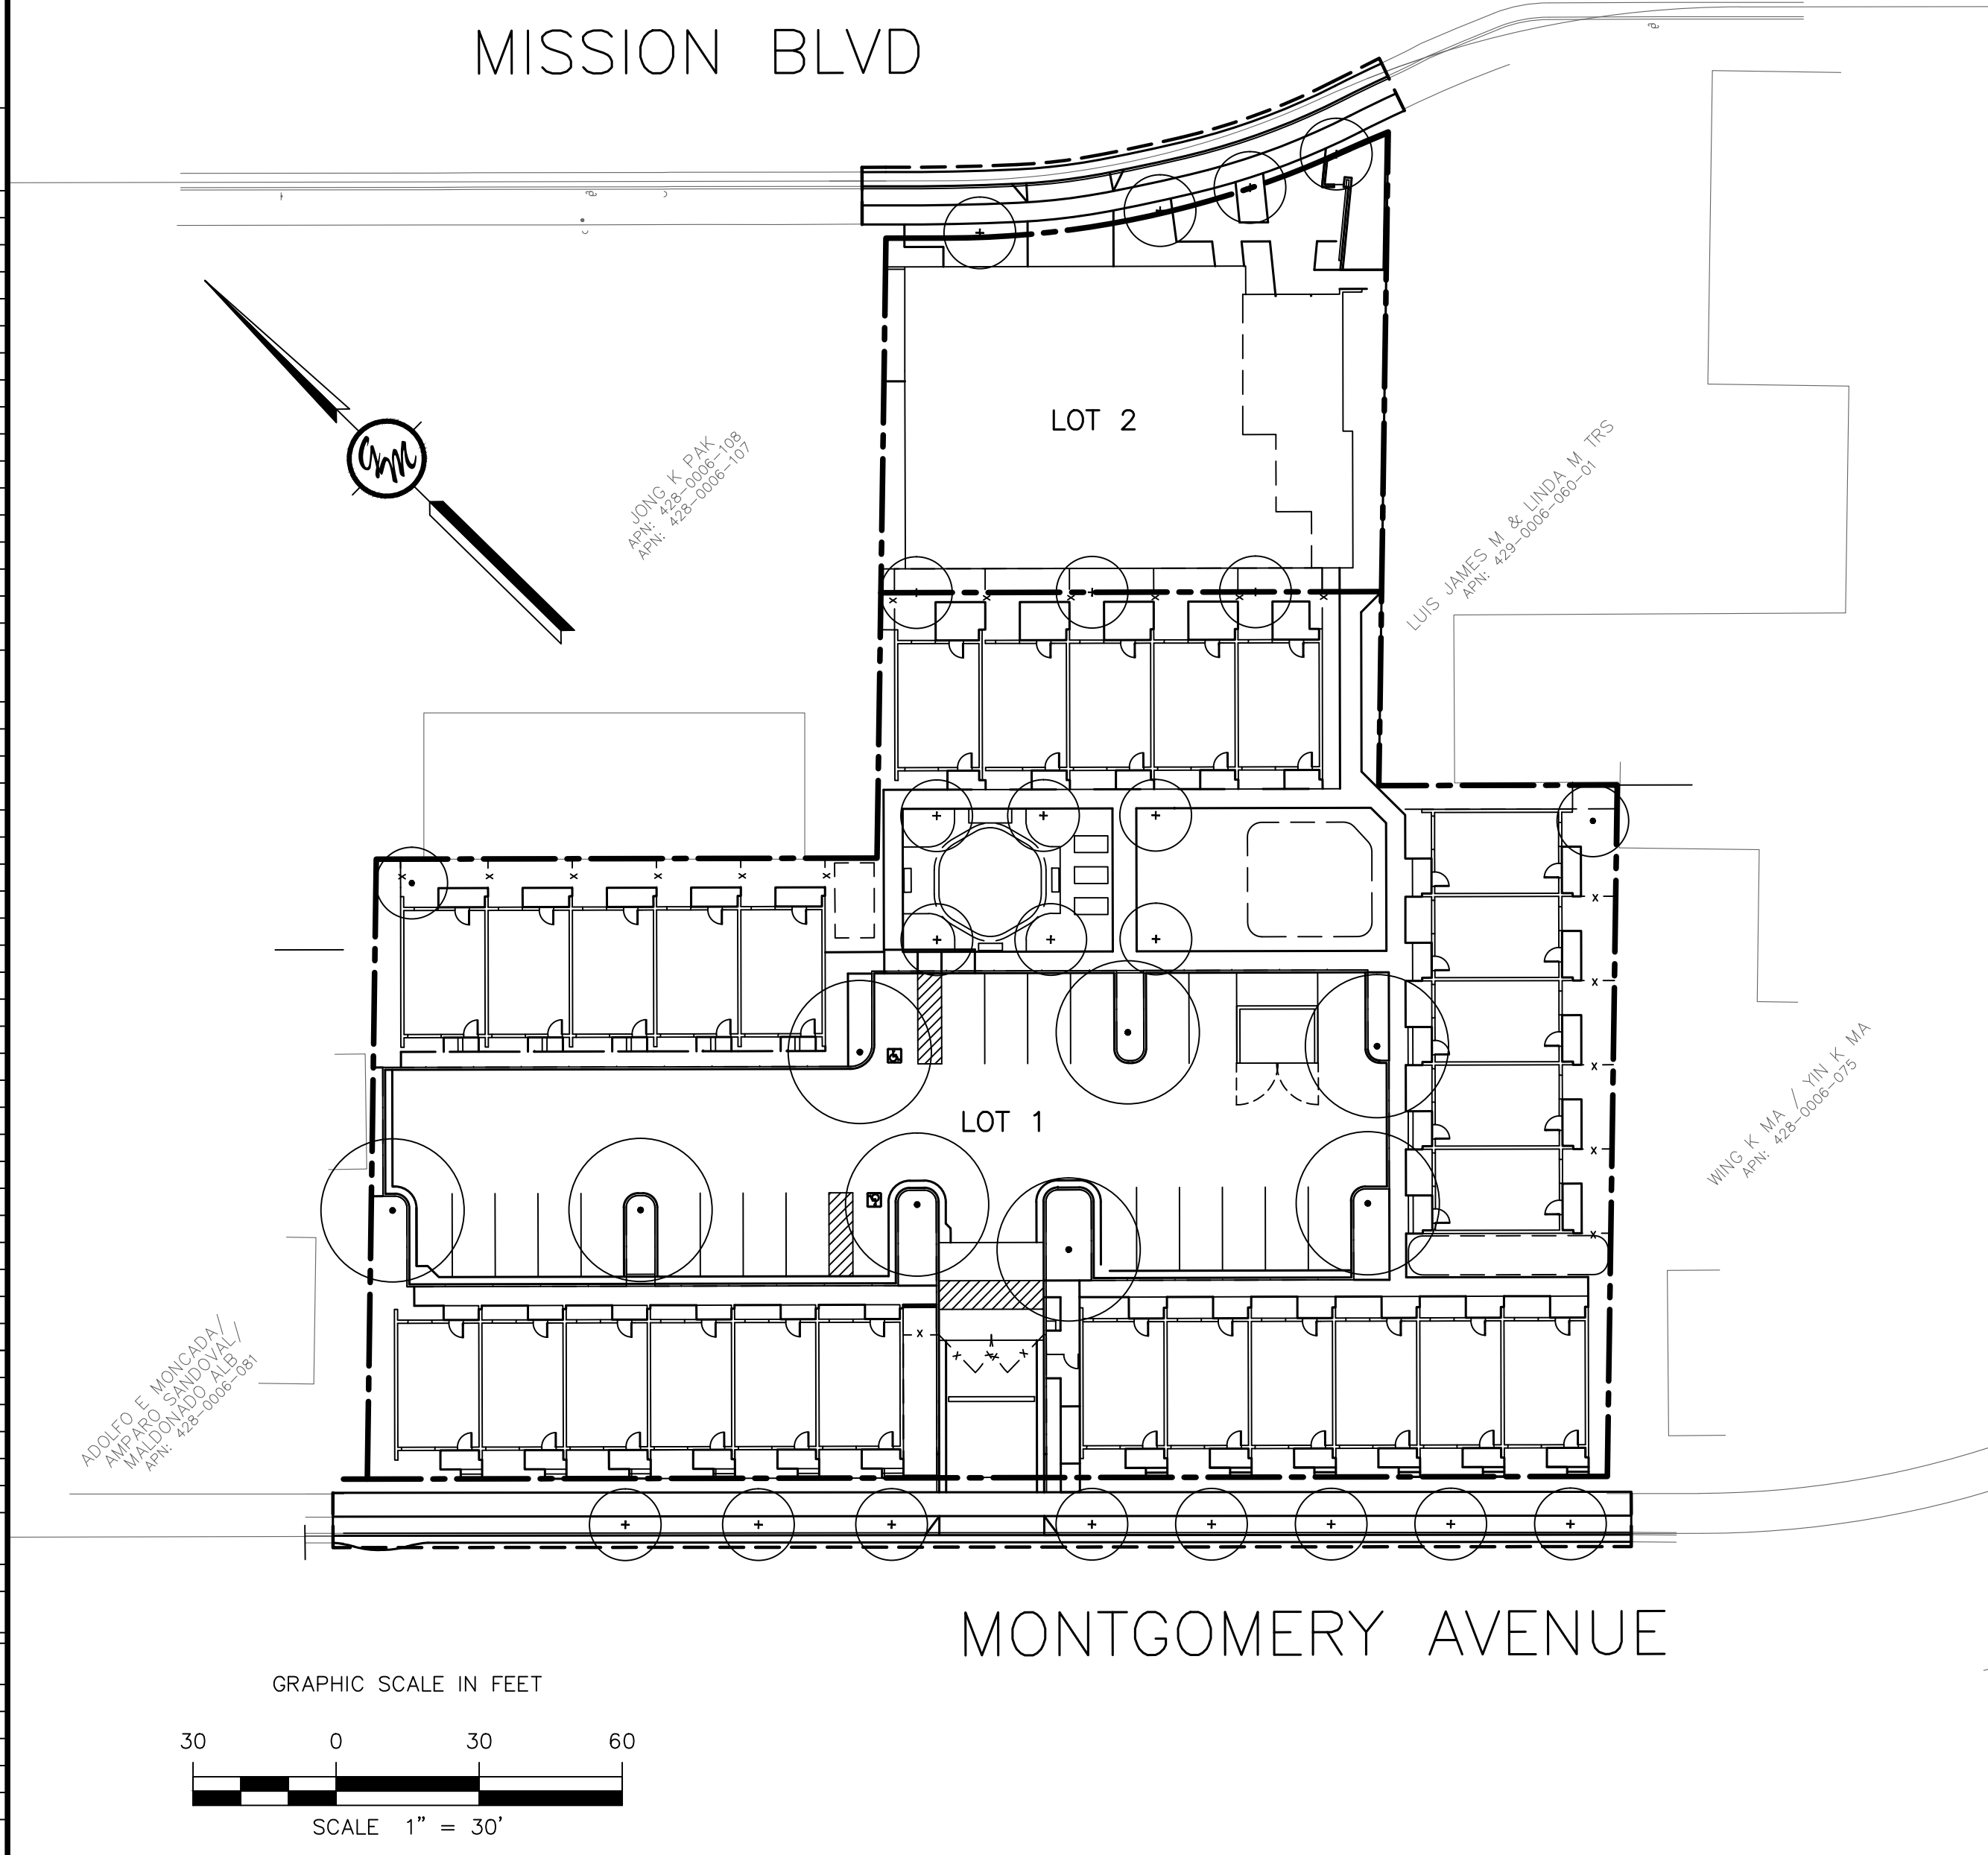 MISSION BLVD
JONG K PAK
APN: 428-0006-108
APN: 428-0006-107
LOT 2
LUIS JAMES M & LINDA M TRS
APN: 429-0006-060-01
LOT 1
WING K MA / YIN K MA
APN: 428-0006-075
ADOLFO E MONCADA/
AMPARO SANDOVAL/
MALDONADO ALB
APN: 428-0006-081
MONTGOMERY AVENUE
GRAPHIC SCALE IN FEET
30 0 30 60
SCALE 1" = 30'